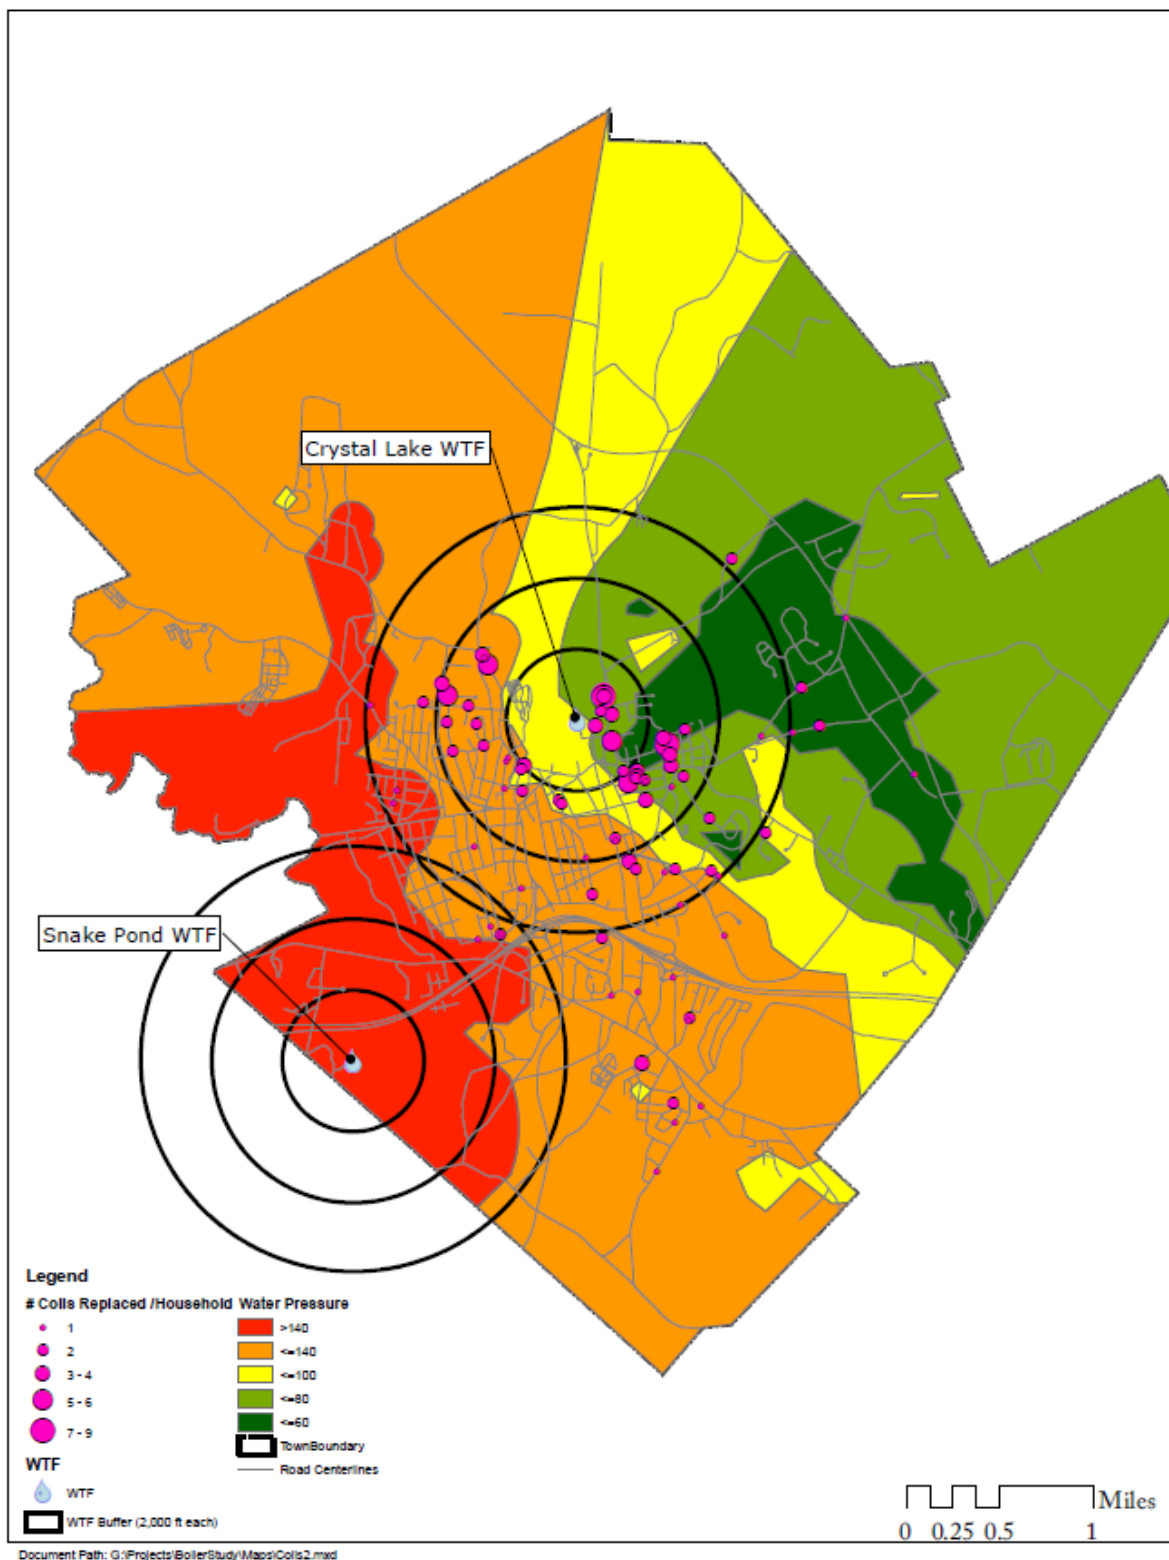 Crystal Lake WTF
Snake Pond WTF
Legend
# Coils Replaced /Household Water Pressure
1 >140
2 <=140
3 - 4 <=100
5 - 6 <=80
7 - 9 <=60
TownBoundary
WTF
Road Centerlines
WTF
WTF Buffer (2,000 ft each)
Miles
0 0.25 0.5 1
Document Path: G:\Projects\BoilerStudy\Maps\Coils2.mxd